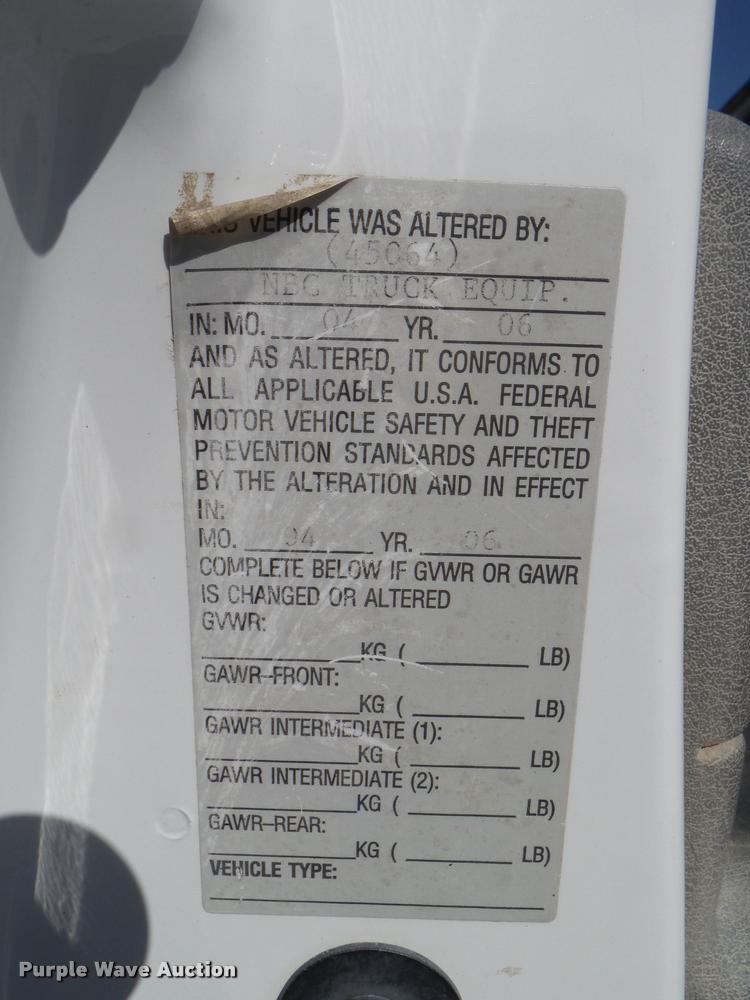 VEHICLE WAS ALTERED BY:
(45064)
NBC TRUCK EQUIP.
IN: MO. 04 YR. 06
AND AS ALTERED, IT CONFORMS TO
ALL APPLICABLE U.S.A. FEDERAL
MOTOR VEHICLE SAFETY AND THEFT
PREVENTION STANDARDS AFFECTED
BY THE ALTERATION AND IN EFFECT
IN:
MO. 04 YR. 06
COMPLETE BELOW IF GVWR OR GAWR
IS CHANGED OR ALTERED
GVWR:
KG ( LB)
GAWR-FRONT:
KG ( LB)
GAWR INTERMEDIATE (1):
KG ( LB)
GAWR INTERMEDIATE (2):
KG ( LB)
GAWR-REAR:
KG ( LB)
VEHICLE TYPE:
Purple Wave Auction